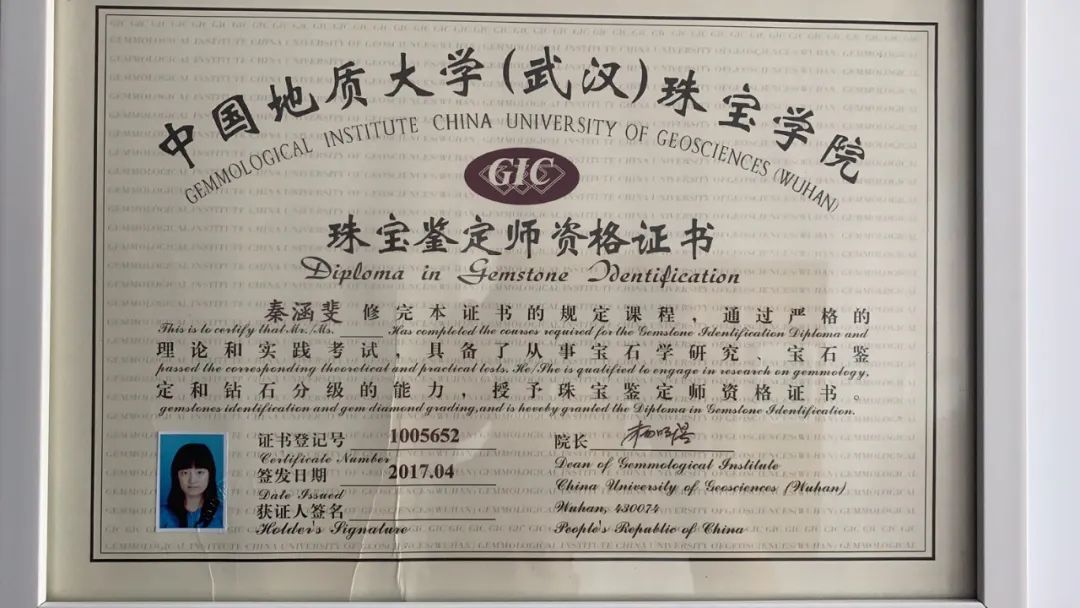 中国地质大学(武汉)珠宝学院
GEMMOLOGICAL INSTITUTE CHINA UNIVERSITY OF GEOSCIENCES (WUHAN)
GIC
珠宝鉴定师资格证书
Diploma in Gemstone Identification
秦涵斐 修完本证书的规定课程，通过严格的
This is to certify that Mr./Ms. Has completed the courses required for the Gemstone Identification Diploma and
理论和实践考试，具备了从事宝石学研究、宝石鉴
passed the corresponding theoretical and practical tests. He/She is qualified to engage in research on gemmology,
定和钻石分级的能力，授予珠宝鉴定师资格证书。
gemstones identification and gem diamond grading,and is hereby granted the Diploma in Gemstone Identification.
证书登记号 1005652
Certificate Number
签发日期 2017.04
Date Issued
获证人签名
Holder's Signature
院长
Dean of Gemmological Institute
China University of Geosciences (Wuhan)
Wuhan, 430074
People's Republic of China